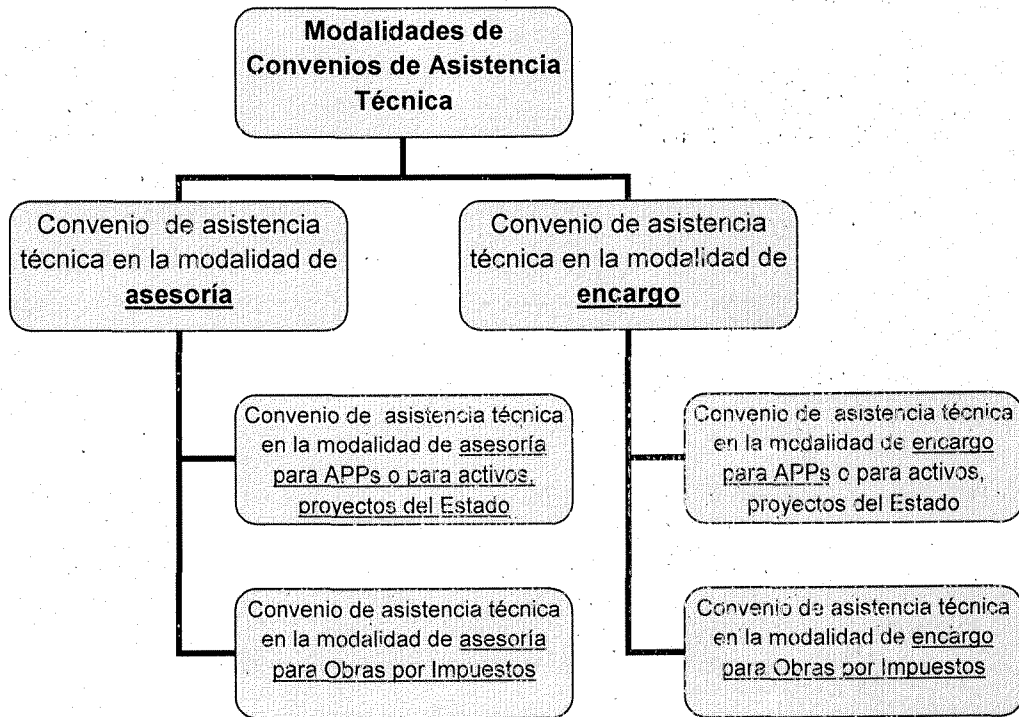 Modalidades de
Convenios de Asistencia
Técnica
Convenio de asistencia
técnica en la modalidad de
asesoría
Convenio de asistencia
técnica en la modalidad de
encargo
Convenio de asistencia técnica
en la modalidad de asesoría
para APPs o para activos,
proyectos del Estado
Convenio de asistencia técnica
en la modalidad de encargo
para APPs o para activos,
proyectos del Estado
Convenio de asistencia técnica
en la modalidad de asesoría
para Obras por Impuestos
Convenio de asistencia técnica
en la modalidad de encargo
para Obras por Impuestos